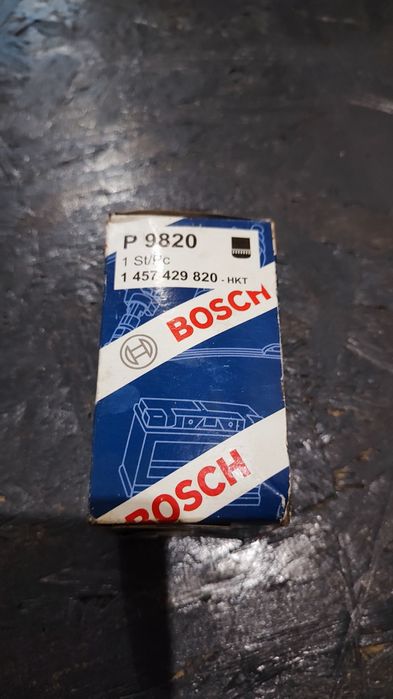 P 9820
1 St/Pc
1 457 429 820 - HKT
BOSCH
BOSCH